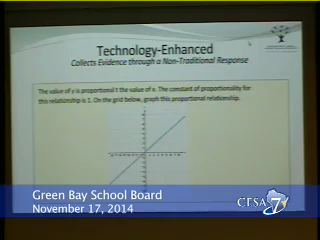 Technology-Enhanced
Collects Evidence through a Non-Traditional Response
The value of y is proportional t the value of x. The constant of proportionality for
this relationship is 1. On the grid below, graph this proportional relationship.
Green Bay School Board
November 17, 2014
CESA 7